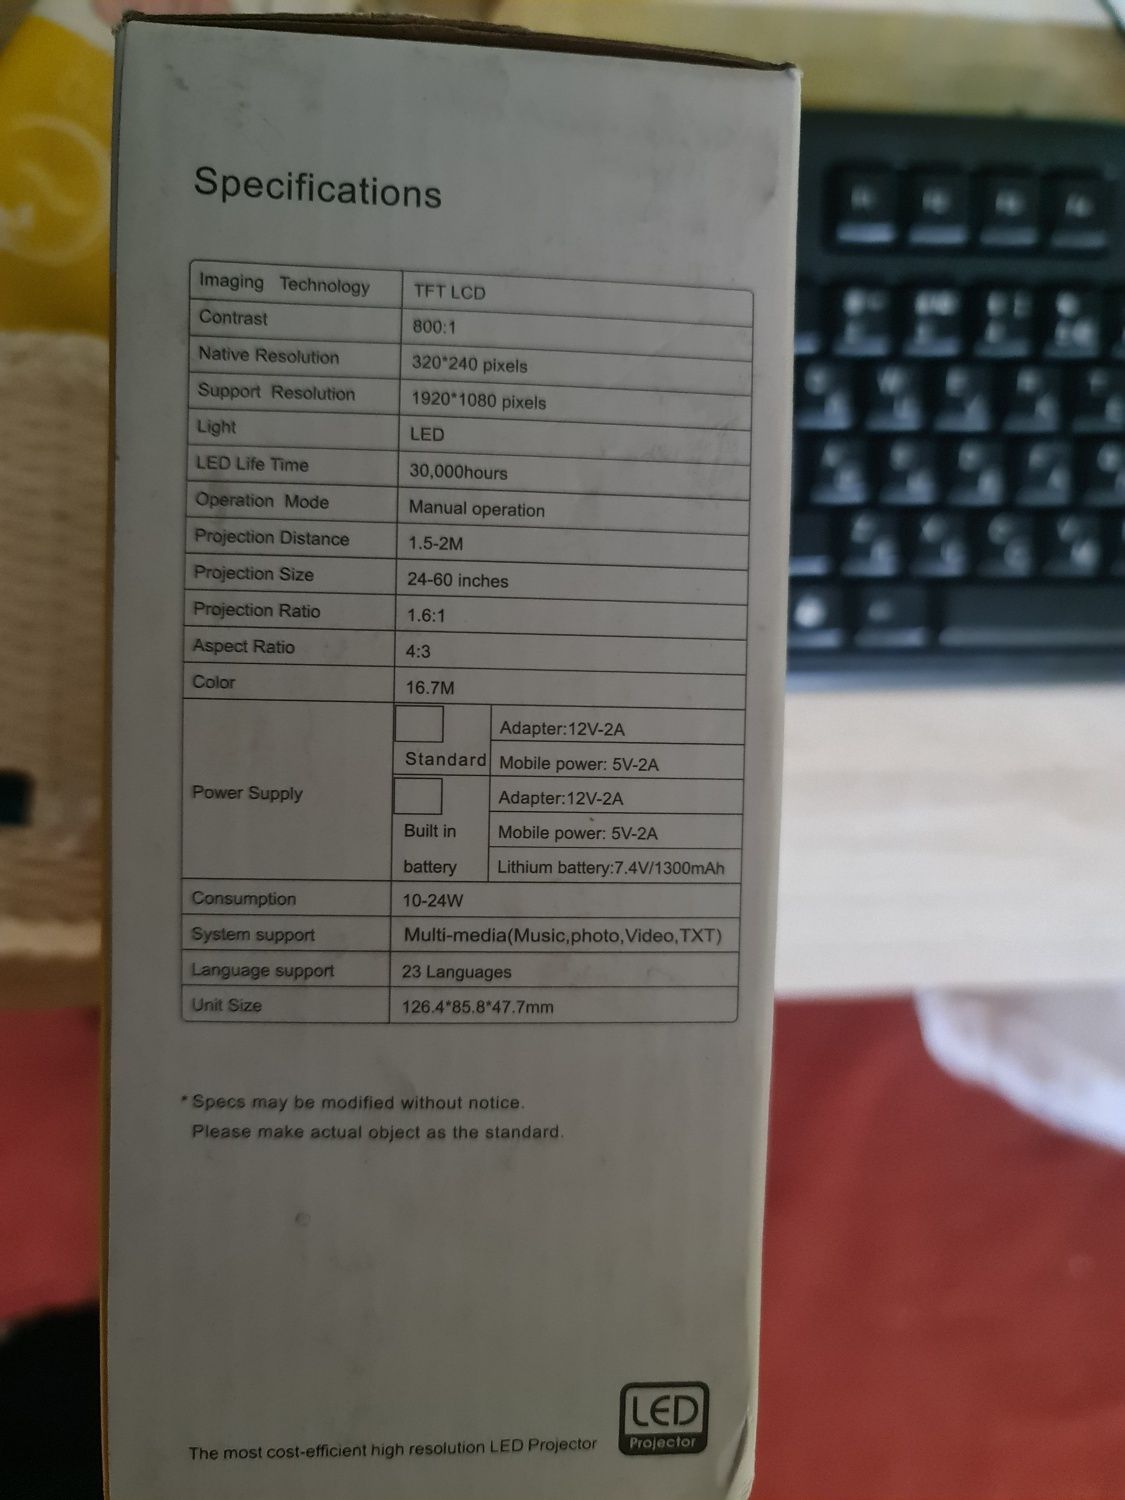 Specifications
Imaging Technology TFT LCD
Contrast 800:1
Native Resolution 320*240 pixels
Support Resolution 1920*1080 pixels
Light LED
LED Life Time 30,000hours
Operation Mode Manual operation
Projection Distance 1.5-2M
Projection Size 24-60 inches
Projection Ratio 1.6:1
Aspect Ratio 4:3
Color 16.7M
Power Supply
Standard
Adapter:12V-2A
Mobile power: 5V-2A
Built in
battery
Adapter:12V-2A
Mobile power: 5V-2A
Lithium battery:7.4V/1300mAh
Consumption 10-24W
System support Multi-media(Music,photo,Video,TXT)
Language support 23 Languages
Unit Size 126.4*85.8*47.7mm
* Specs may be modified without notice.
Please make actual object as the standard.
The most cost-efficient high resolution LED Projector
LED
Projector